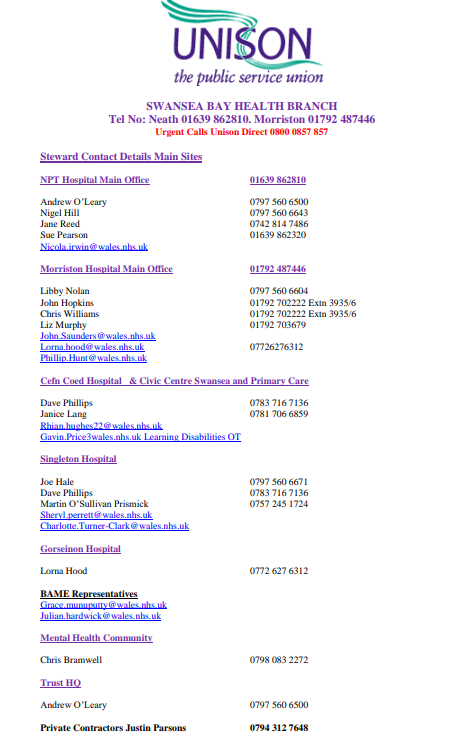 UNISON
the public service union
SWANSEA BAY HEALTH BRANCH
Tel No: Neath 01639 862810. Morriston 01792 487446
Urgent Calls Unison Direct 0800 0857 857
Steward Contact Details Main Sites
NPT Hospital Main Office 01639 862810
Andrew O'Leary 0797 560 6500
Nigel Hill 0797 560 6643
Jane Reed 0742 814 7486
Sue Pearson 01639 862320
Nicola.irwin@wales.nhs.uk
Morriston Hospital Main Office 01792 487446
Libby Nolan 0797 560 6604
John Hopkins 01792 702222 Extn 3935/6
Chris Williams 01792 702222 Extn 3935/6
Liz Murphy 01792 703679
John.Saunders@wales.nhs.uk
Lorna.hood@wales.nhs.uk 07726276312
Phillip.Hunt@wales.nhs.uk
Cefn Coed Hospital & Civic Centre Swansea and Primary Care
Dave Phillips 0783 716 7136
Janice Lang 0781 706 6859
Rhian.hughes22@wales.nhs.uk
Gavin.Price3wales.nhs.uk Learning Disabilities OT
Singleton Hospital
Joe Hale 0797 560 6671
Dave Phillips 0783 716 7136
Martin O'Sullivan Prismick 0757 245 1724
Sheryl.perrett@wales.nhs.uk
Charlotte.Turner-Clark@wales.nhs.uk
Gorseinon Hospital
Lorna Hood 0772 627 6312
BAME Representatives
Grace.munuputty@wales.nhs.uk
Julian.hardwick@wales.nhs.uk
Mental Health Community
Chris Bramwell 0798 083 2272
Trust HQ
Andrew O'Leary 0797 560 6500
Private Contractors Justin Parsons 0794 312 7648